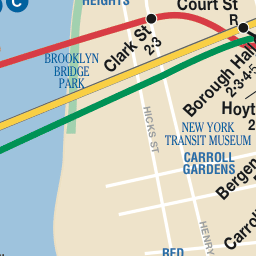 C
HEIGHTS
Court St
R
Clark St
2·3
BROOKLYN
BRIDGE
PARK
Borough Hall
2·3·4·5
Hoyt
2
HICKS ST
NEW YORK
TRANSIT MUSEUM
CARROLL
GARDENS
Bergen
Carroll
HENRY
RED